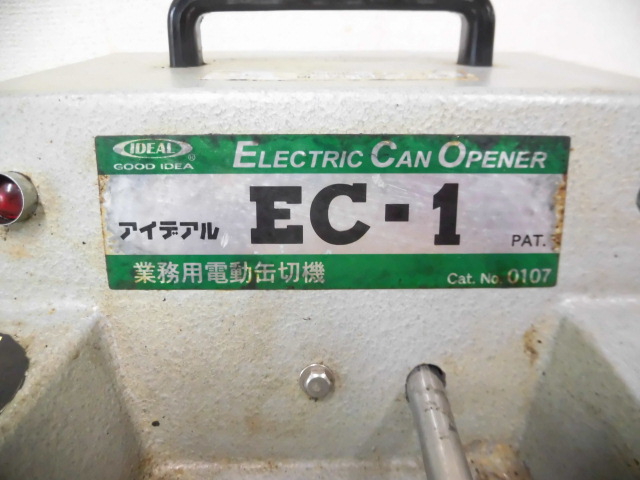 IDEAL ®
GOOD IDEA
ELECTRIC CAN OPENER
アイデアル EC-1 PAT.
業務用電動缶切機 Cat. No. 0107